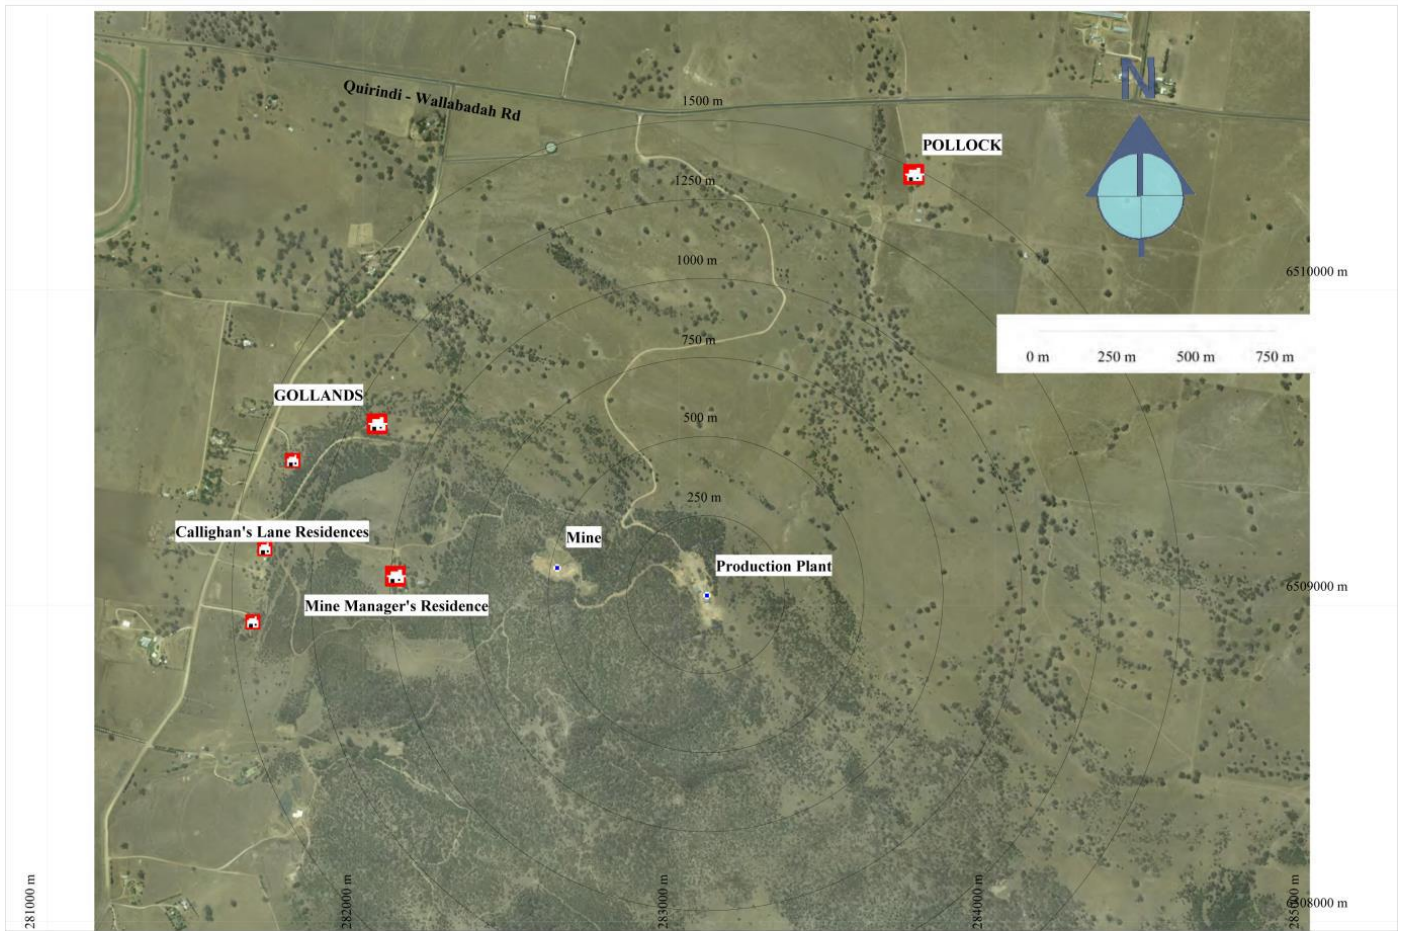 Quirindi - Wallabadah Rd
1500 m
N
POLLOCK
1250 m
1000 m
6510000 m
750 m
0 m 250 m 500 m 750 m
GOLLANDS
500 m
250 m
Callighan's Lane Residences
Mine
Production Plant
Mine Manager's Residence
6509000 m
281000 m
282000 m
283000 m
284000 m
285000 m
6508000 m